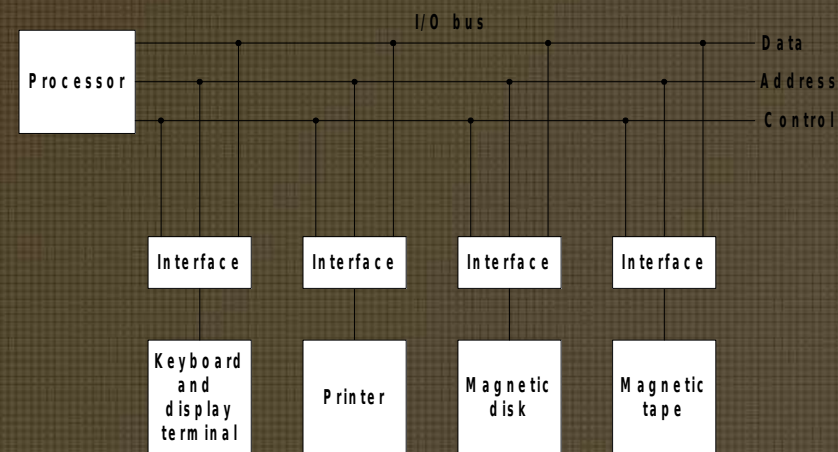 I/O bus
Data
Processor
Address
Control
Interface
Interface
Interface
Interface
Keyboard
and
display
terminal
Printer
Magnetic
disk
Magnetic
tape